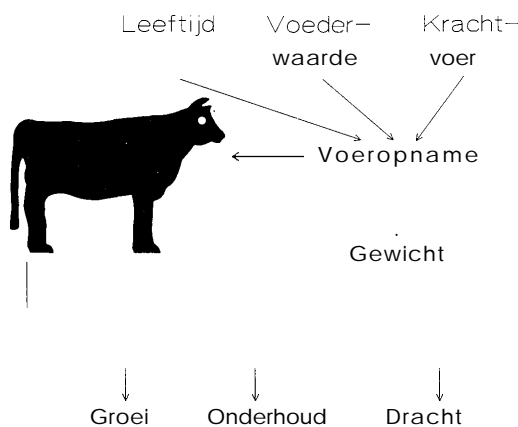 Leeftijd Voeder- Kracht-
waarde voer
Voeropname
Gewicht
Groei Onderhoud Dracht